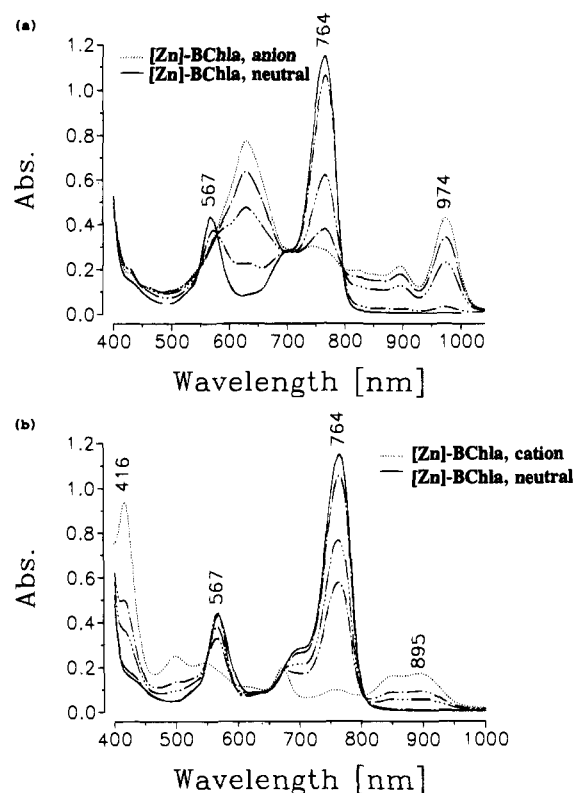 (a)
764
1.2
[Zn]-BChla, anion
[Zn]-BChla, neutral
1.0
0.8
567
974
0.6
Abs.
0.4
0.2
0.0
400 500 600 700 800 900 1000
Wavelength [nm]
(b)
764
1.2
[Zn]-BChla, cation
416
[Zn]-BChla, neutral
1.0
0.8
567
0.6
Abs.
0.4
895
0.2
0.0
400 500 600 700 800 900 1000
Wavelength [nm]